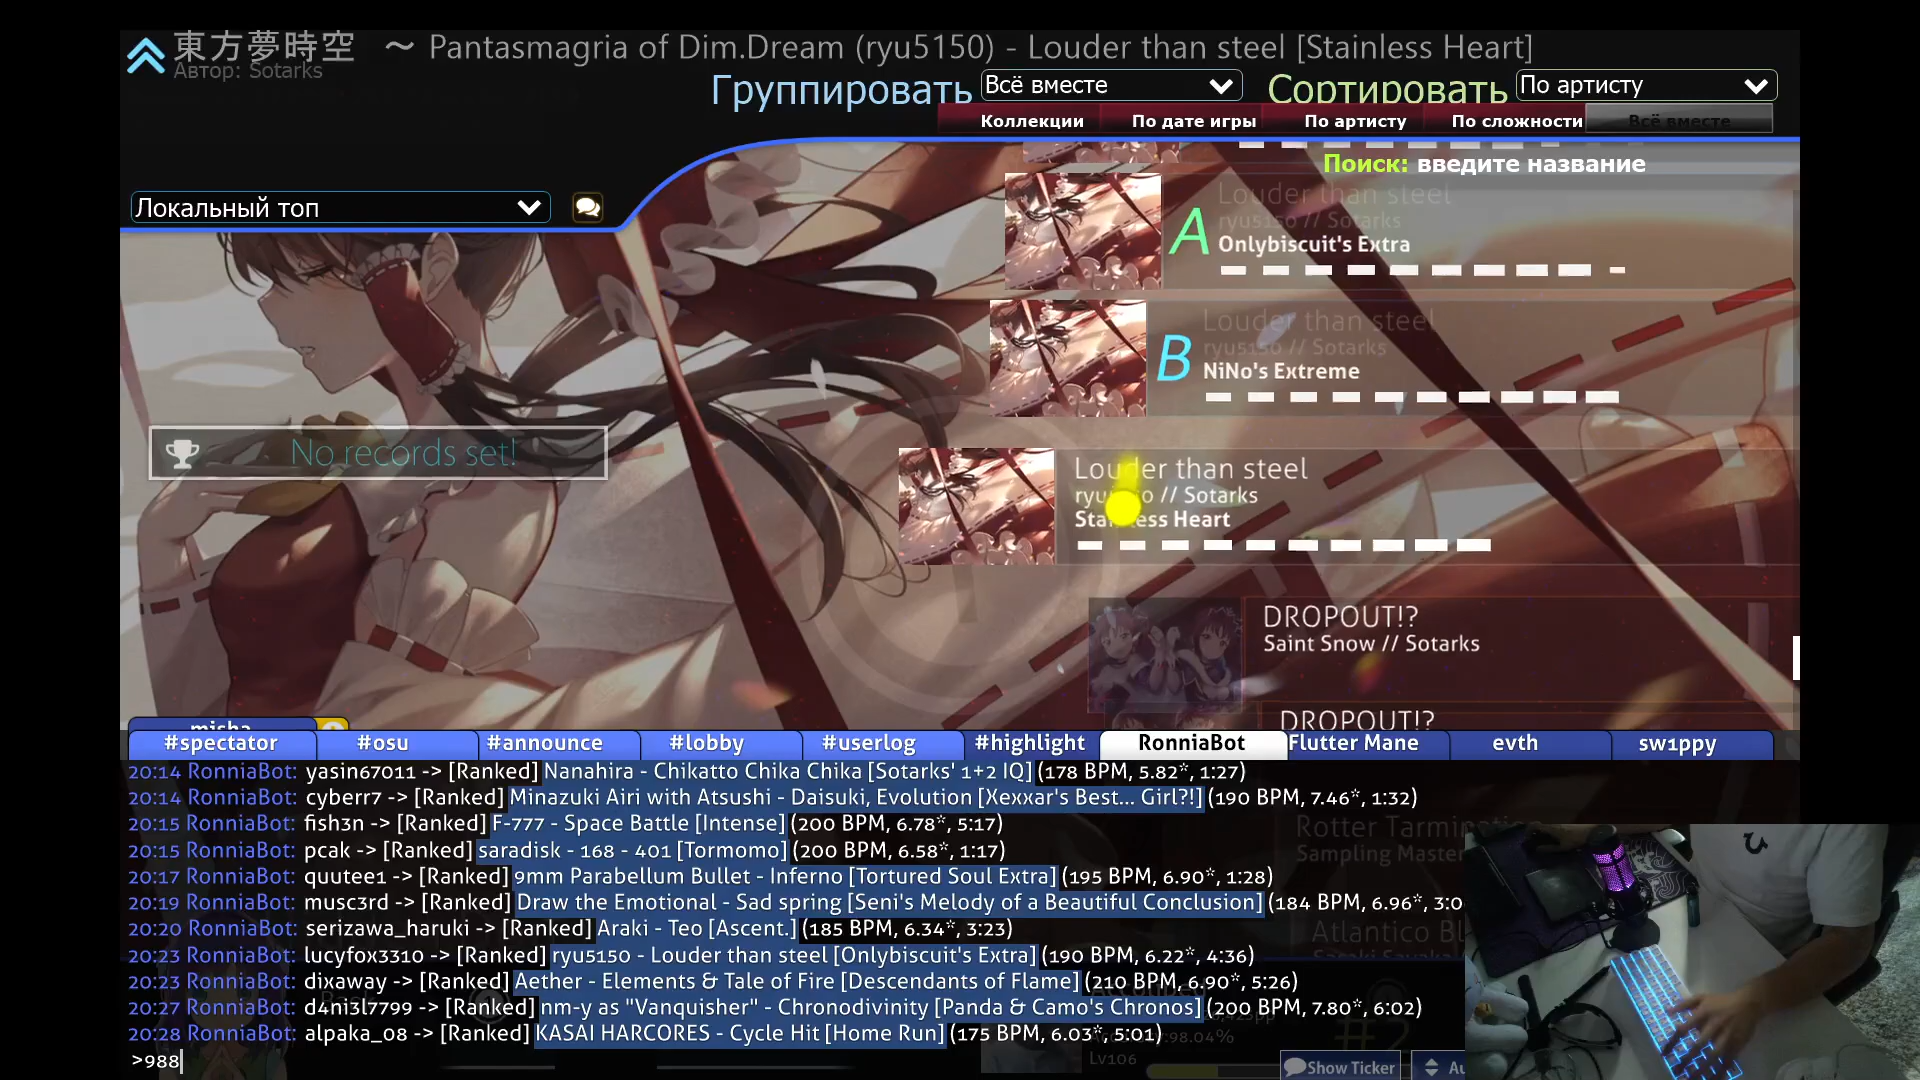 東方夢時空 ～ Pantasmagria of Dim.Dream (ryu5150) - Louder than steel [Stainless Heart]
Автор: Sotarks
Группировать Всё вместе Сортировать По артисту
Коллекции По дате игры По артисту По сложности Всё вместе
Поиск: введите название
Локальный топ
Louder than steel
ryu5150 // Sotarks
A Onlybiscuit's Extra
Louder than steel
ryu5150 // Sotarks
B NiNo's Extreme
No records set!
Louder than steel
ryu5150 // Sotarks
Stainless Heart
DROPOUT!?
Saint Snow // Sotarks
DROPOUT!?
misha
#spectator #osu #announce #lobby #userlog #highlight RonniaBot Flutter Mane evth sw1ppy
20:14 RonniaBot: yasin67011 -> [Ranked] Nanahira - Chikatto Chika Chika [Sotarks' 1+2 IQ] (178 BPM, 5.82*, 1:27)
20:14 RonniaBot: cyberr7 -> [Ranked] Minazuki Airi with Atsushi - Daisuki, Evolution [Xexxar's Best... Girl?!] (190 BPM, 7.46*, 1:32)
20:15 RonniaBot: fish3n -> [Ranked] F-777 - Space Battle [Intense] (200 BPM, 6.78*, 5:17)
20:15 RonniaBot: pcak -> [Ranked] saradisk - 168 - 401 [Tormomo] (200 BPM, 6.58*, 1:17)
20:17 RonniaBot: quutee1 -> [Ranked] 9mm Parabellum Bullet - Inferno [Tortured Soul Extra] (195 BPM, 6.90*, 1:28)
20:19 RonniaBot: musc3rd -> [Ranked] Draw the Emotional - Sad spring [Seni's Melody of a Beautiful Conclusion] (184 BPM, 6.96*, 3:0
20:20 RonniaBot: serizawa_haruki -> [Ranked] Araki - Teo [Ascent.] (185 BPM, 6.34*, 3:23)
20:23 RonniaBot: lucyfox3310 -> [Ranked] ryu5150 - Louder than steel [Onlybiscuit's Extra] (190 BPM, 6.22*, 4:36)
20:23 RonniaBot: dixaway -> [Ranked] Aether - Elements & Tale of Fire [Descendants of Flame] (210 BPM, 6.90*, 5:26)
20:27 RonniaBot: d4ni3l7799 -> [Ranked] nm-y as "Vanquisher" - Chronodivinity [Panda & Camo's Chronos] (200 BPM, 7.80*, 6:02)
20:28 RonniaBot: alpaka_08 -> [Ranked] KASAI HARCORES - Cycle Hit [Home Run] (175 BPM, 6.03*, 5:01)
>988
Rotter Tarmination
Sampling Master
Atlantico Bl
98.04%
Lv106
#2
Show Ticker Au